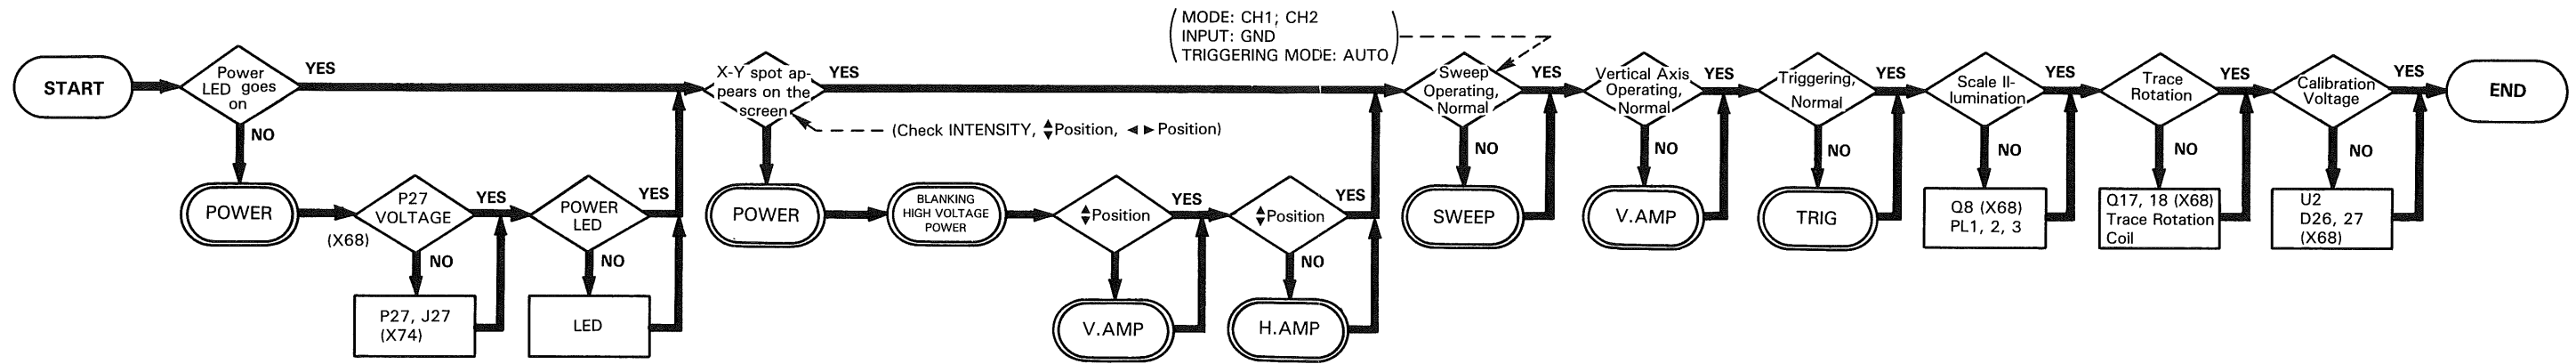 START
Power
LED goes
on
YES
NO
POWER
P27
VOLTAGE
(X68)
YES
NO
P27, J27
(X74)
POWER
LED
YES
NO
LED
X-Y spot ap-
pears on the
screen
YES
(Check INTENSITY, ▲▼Position, ◄ ►Position)
POWER
BLANKING
HIGH VOLTAGE
POWER
▲▼Position
YES
V.AMP
▲▼Position
YES
NO
H.AMP
MODE: CH1; CH2
INPUT: GND
TRIGGERING MODE: AUTO
Sweep
Operating,
Normal
YES
NO
SWEEP
Vertical Axis
Operating,
Normal
YES
NO
V.AMP
Triggering,
Normal
YES
NO
TRIG
Scale Il-
lumination
YES
NO
Q8 (X68)
PL1, 2, 3
Trace
Rotation
YES
NO
Q17, 18 (X68)
Trace Rotation
Coil
Calibration
Voltage
YES
NO
U2
D26, 27
(X68)
END